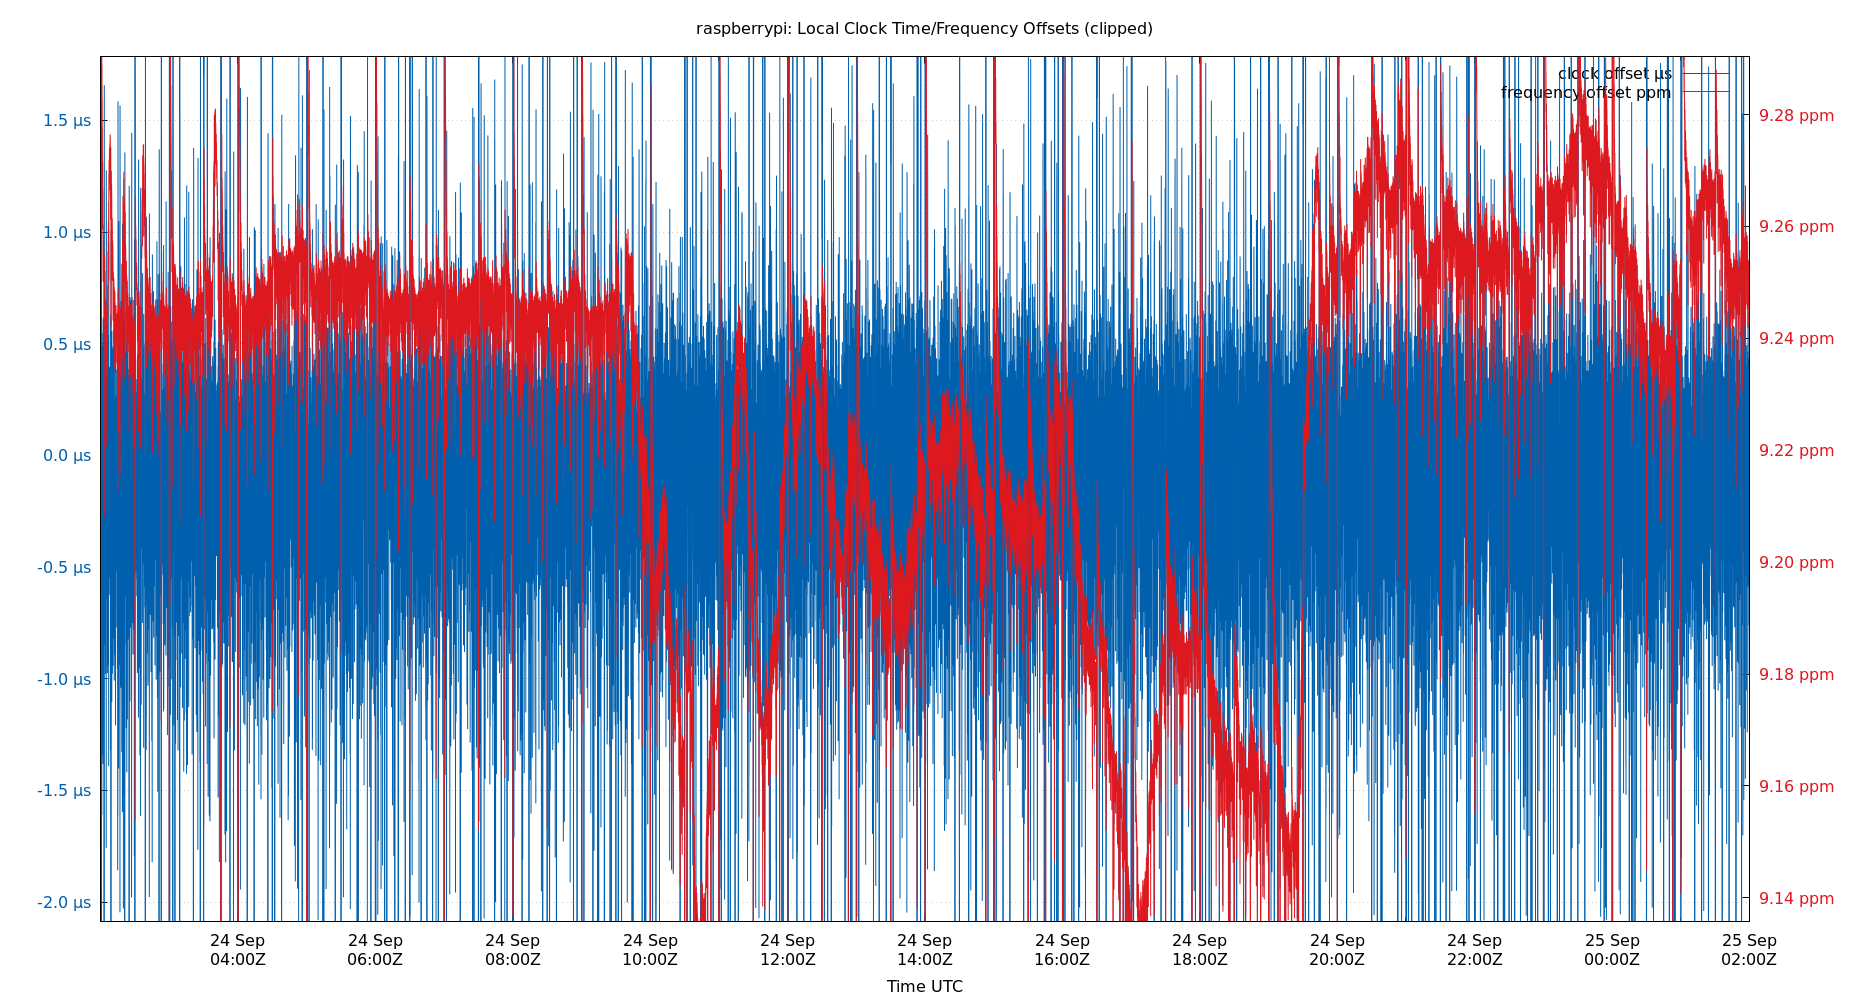 raspberrypi: Local Clock Time/Frequency Offsets (clipped)
clock offset µs
frequency offset ppm
1.5 µs
1.0 µs
0.5 µs
0.0 µs
-0.5 µs
-1.0 µs
-1.5 µs
-2.0 µs
9.28 ppm
9.26 ppm
9.24 ppm
9.22 ppm
9.20 ppm
9.18 ppm
9.16 ppm
9.14 ppm
24 Sep 24 Sep 24 Sep 24 Sep 24 Sep 24 Sep 24 Sep 24 Sep 24 Sep 24 Sep 25 Sep 25 Sep
04:00Z 06:00Z 08:00Z 10:00Z 12:00Z 14:00Z 16:00Z 18:00Z 20:00Z 22:00Z 00:00Z 02:00Z
Time UTC